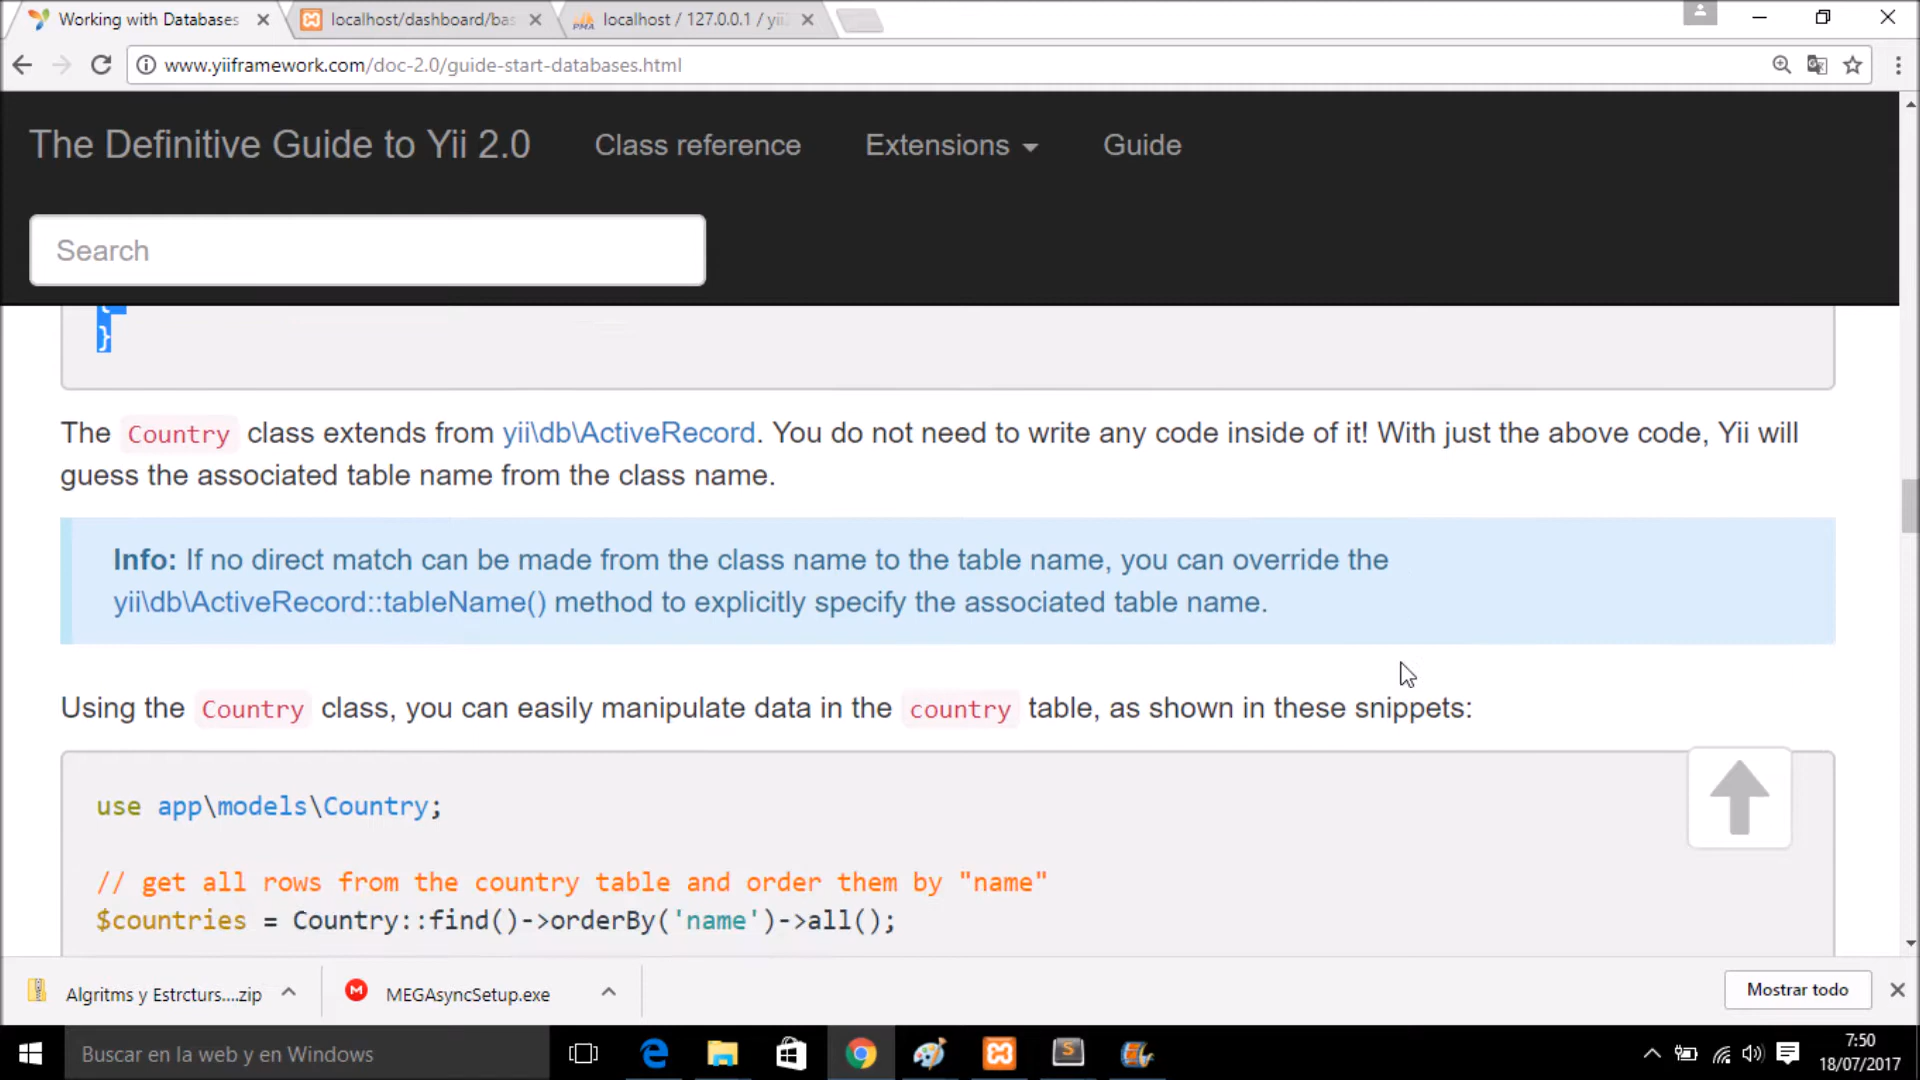 Working with Databases
localhost/dashboard/bas
localhost / 127.0.0.1 / yii
www.yiiframework.com/doc-2.0/guide-start-databases.html
The Definitive Guide to Yii 2.0
Class reference
Extensions
Guide
Search
}
The Country class extends from yii\db\ActiveRecord. You do not need to write any code inside of it! With just the above code, Yii will
guess the associated table name from the class name.
Info: If no direct match can be made from the class name to the table name, you can override the
yii\db\ActiveRecord::tableName() method to explicitly specify the associated table name.
Using the Country class, you can easily manipulate data in the country table, as shown in these snippets:
use app\models\Country;
// get all rows from the country table and order them by "name"
$countries = Country::find()->orderBy('name')->all();
Algritms y Estrcturs....zip
MEGAsyncSetup.exe
Mostrar todo
Buscar en la web y en Windows
7:50
18/07/2017